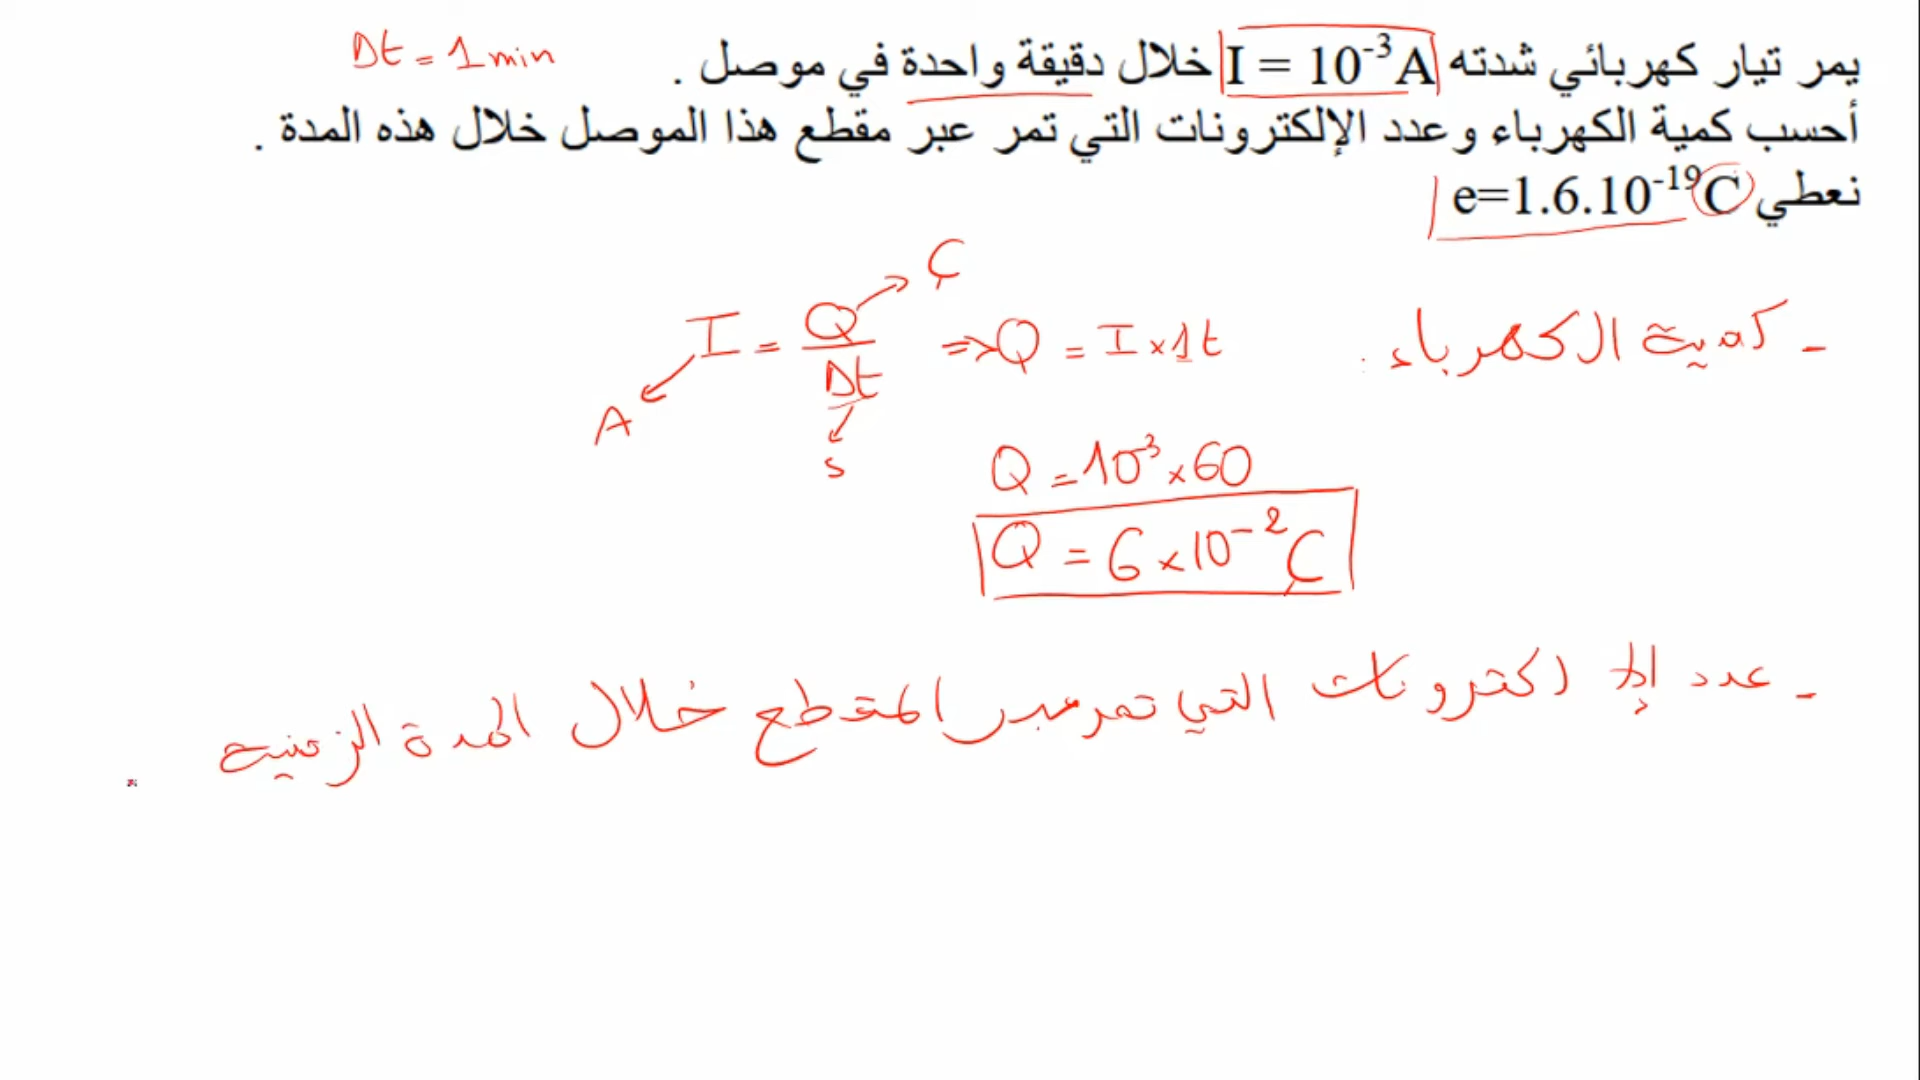 Δt = 1 min
يمر تيار كهربائي شدته I = 10⁻³A خلال دقيقة واحدة في موصل .
أحسب كمية الكهرباء وعدد الإلكترونات التي تمر عبر مقطع هذا الموصل خلال هذه المدة .
نعطي e=1.6.10⁻¹⁹C
- كمية الكهرباء :
I = Q/Δt => Q = I × Δt
C
A
s
Q = 10⁻³ × 60
Q = 6 × 10⁻² C
- عدد الإلكترونات التي تمر عبر المقطع خلال المدة الزمنية